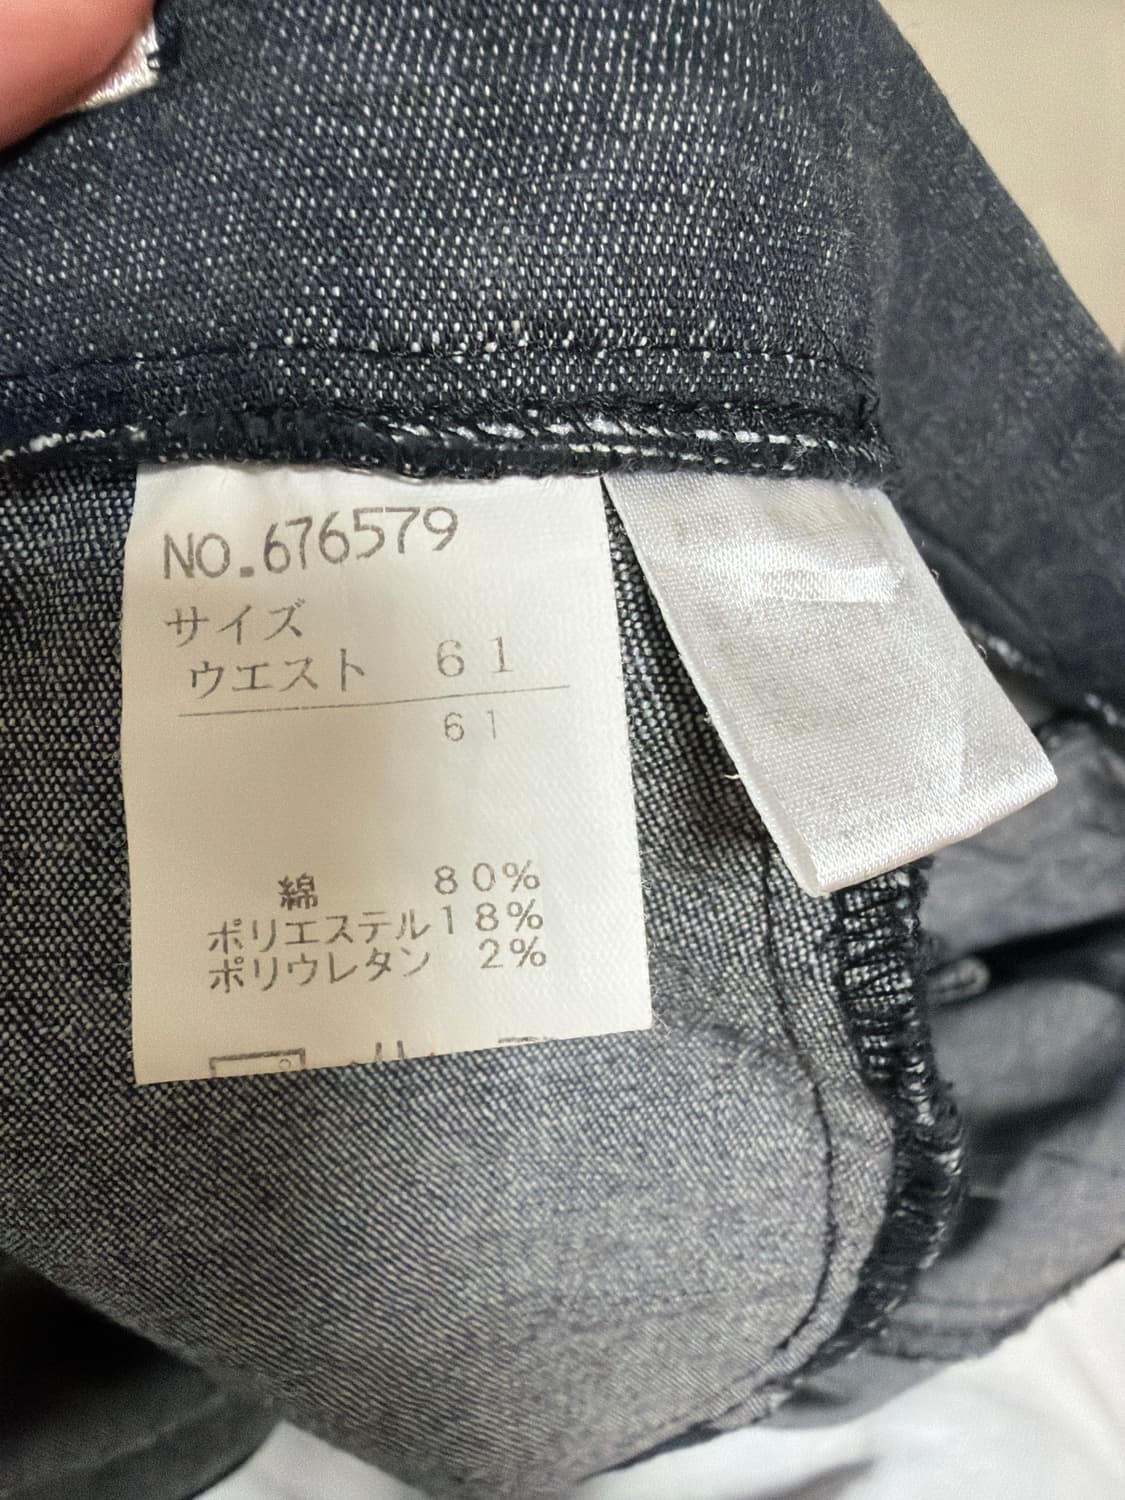 NO.676579
サイズ
ウエスト 61
61
綿 80%
ポリエステル18%
ポリウレタン 2%